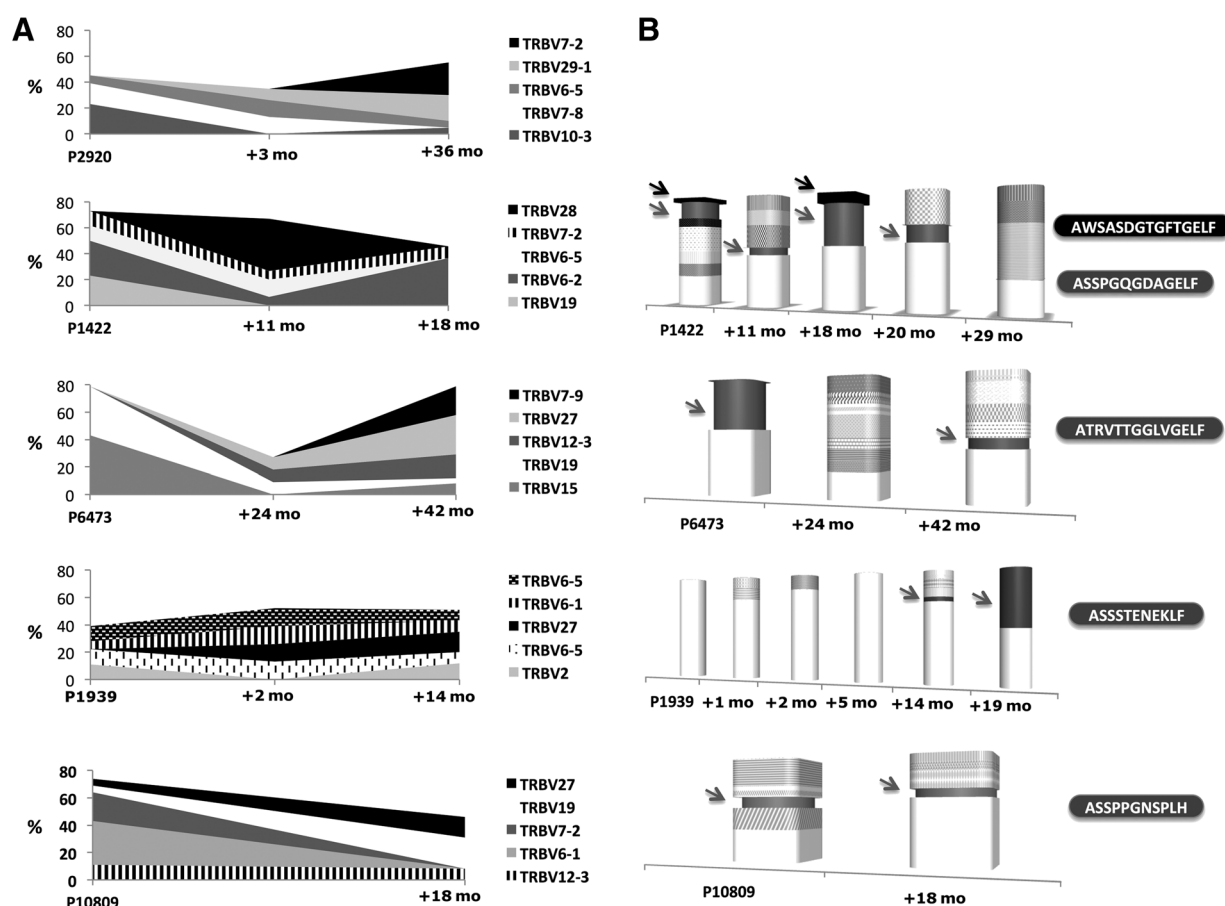 A
80
60
40
20
0
%
P2920
+3 mo
+36 mo
TRBV7-2
TRBV29-1
TRBV6-5
TRBV7-8
TRBV10-3
80
60
40
20
0
%
P1422
+11 mo
+18 mo
TRBV28
TRBV7-2
TRBV6-5
TRBV6-2
TRBV19
80
60
40
20
0
%
P6473
+24 mo
+42 mo
TRBV7-9
TRBV27
TRBV12-3
TRBV19
TRBV15
80
60
40
20
0
%
P1939
+2 mo
+14 mo
TRBV6-5
TRBV6-1
TRBV27
TRBV6-5
TRBV2
80
60
40
20
0
%
P10809
+18 mo
TRBV27
TRBV19
TRBV7-2
TRBV6-1
TRBV12-3
B
P1422
+11 mo
+18 mo
+20 mo
+29 mo
AWSASDGTGFTGELF
ASSPGQGDAGELF
P6473
+24 mo
+42 mo
ATRVTTGGLVGELF
P1939
+1 mo
+2 mo
+5 mo
+14 mo
+19 mo
ASSSTENEKLF
P10809
+18 mo
ASSPPGNSPLH